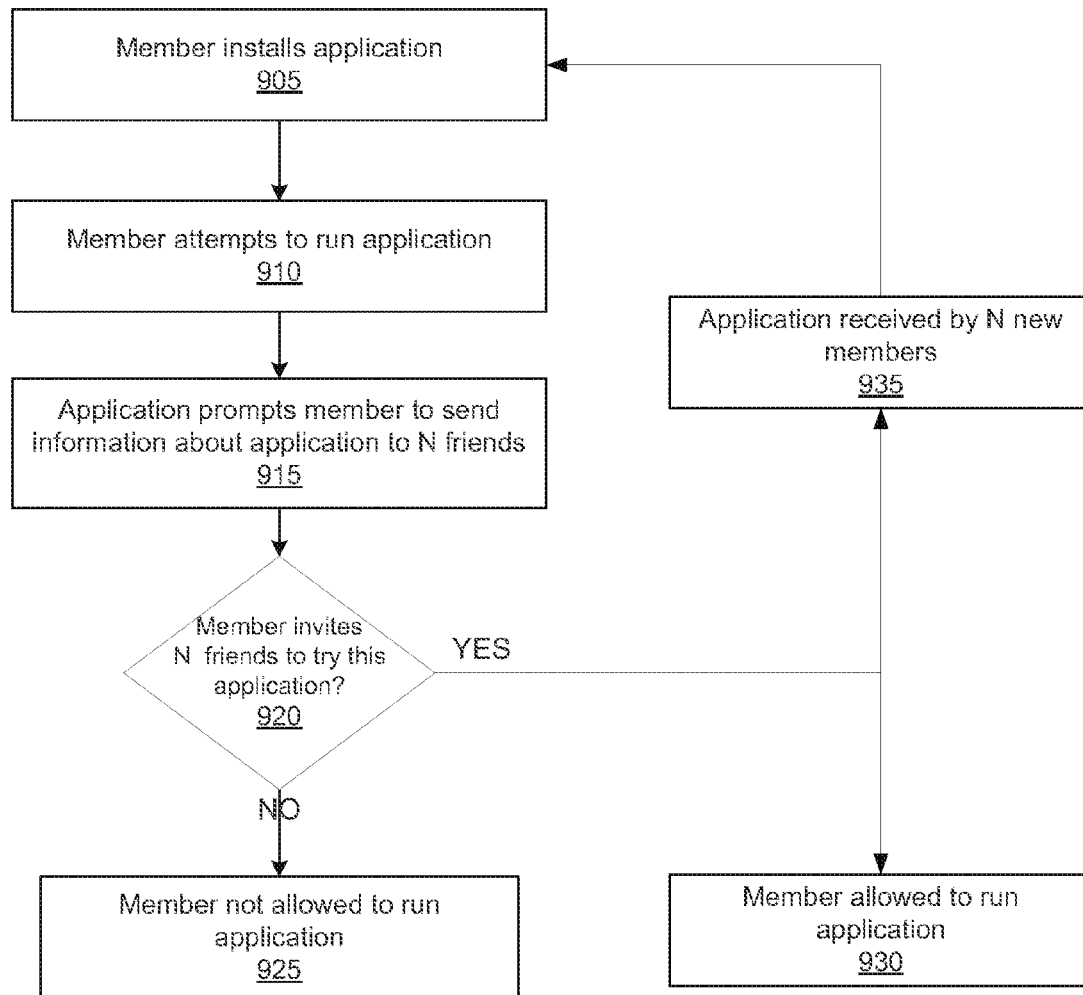 Member installs application
905
Member attempts to run application
910
Application prompts member to send
information about application to N friends
915
Member invites
N friends to try this
application?
920
YES
NO
Member not allowed to run
application
925
Application received by N new
members
935
Member allowed to run
application
930